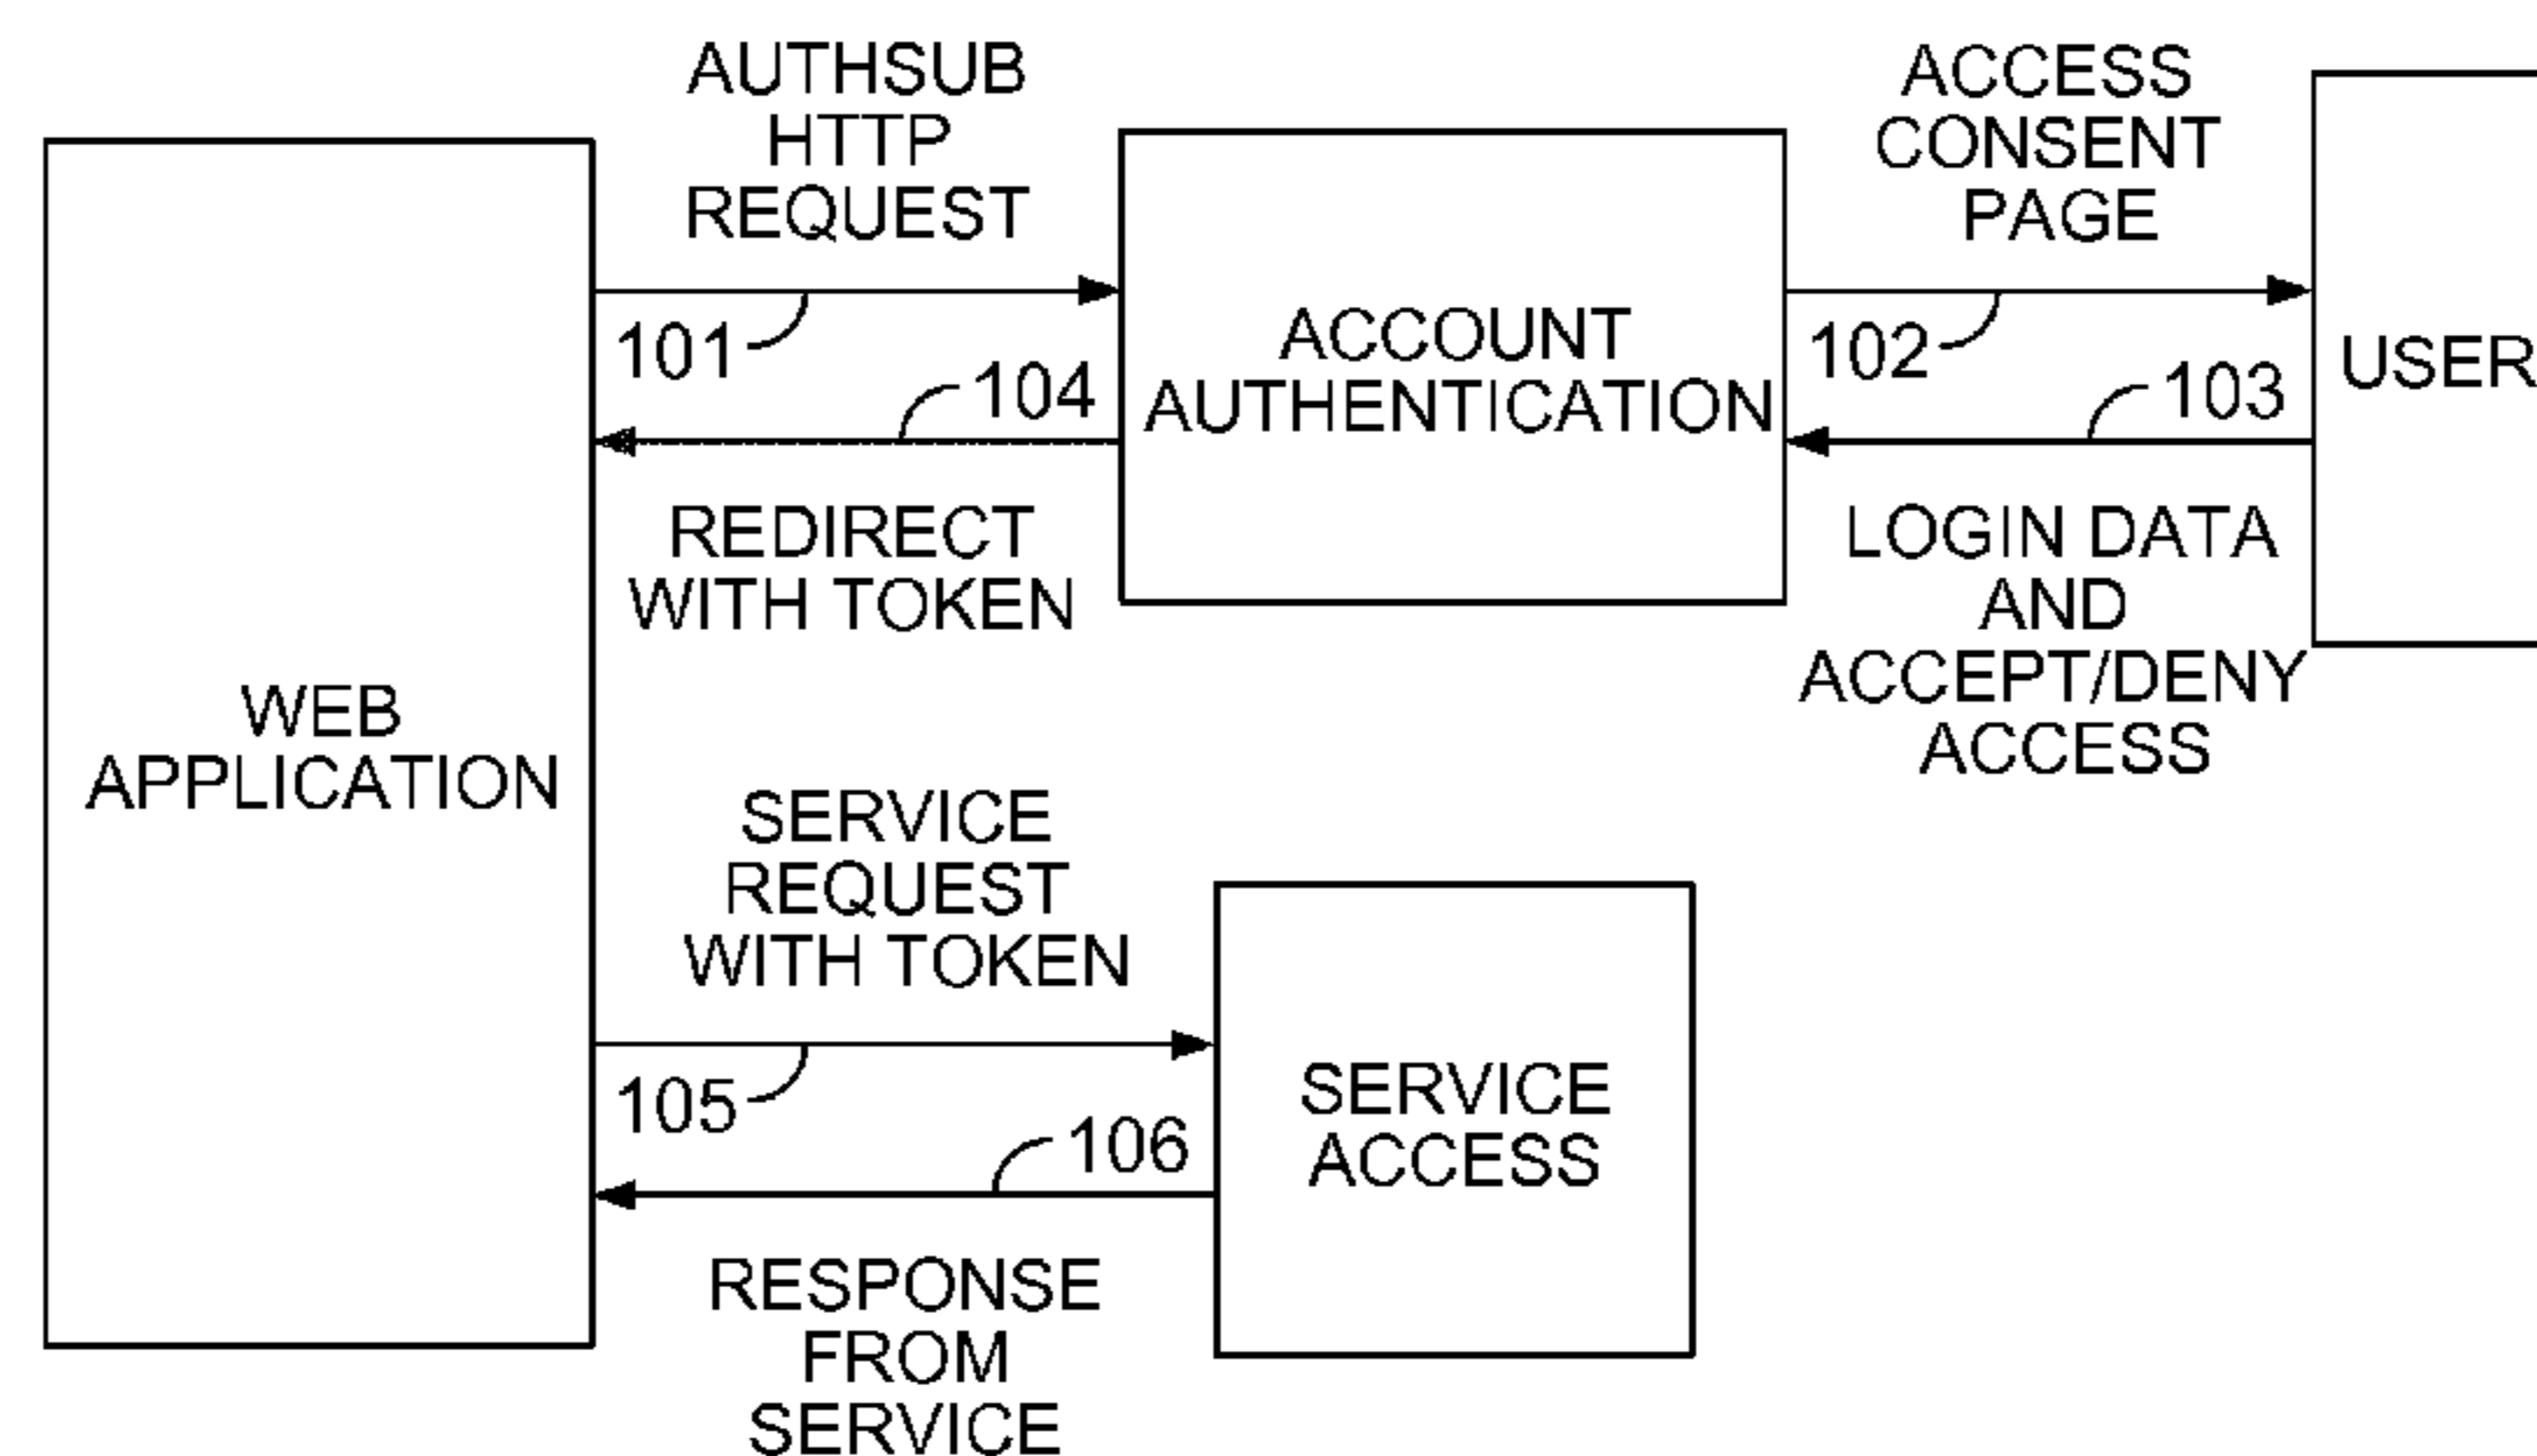 AUTHSUB
HTTP
REQUEST
ACCESS
CONSENT
PAGE
101
102
104
103
ACCOUNT
AUTHENTICATION
USER
REDIRECT
WITH TOKEN
LOGIN DATA
AND
ACCEPT/DENY
ACCESS
WEB
APPLICATION
SERVICE
REQUEST
WITH TOKEN
105
106
SERVICE
ACCESS
RESPONSE
FROM
SERVICE